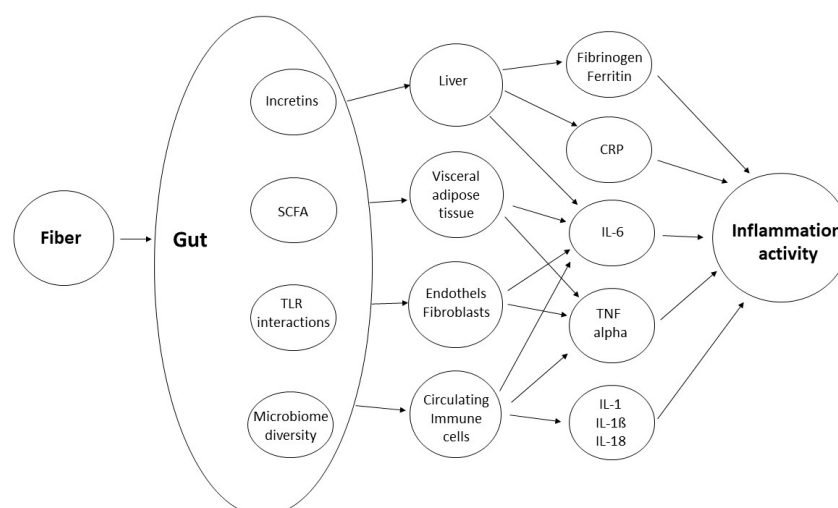 Fiber
Gut
Incretins
SCFA
TLR
interactions
Microbiome
diversity
Liver
Visceral
adipose
tissue
Endothels
Fibroblasts
Circulating
Immune
cells
Fibrinogen
Ferritin
CRP
IL-6
TNF
alpha
IL-1
IL-1ß
IL-18
Inflammation
activity